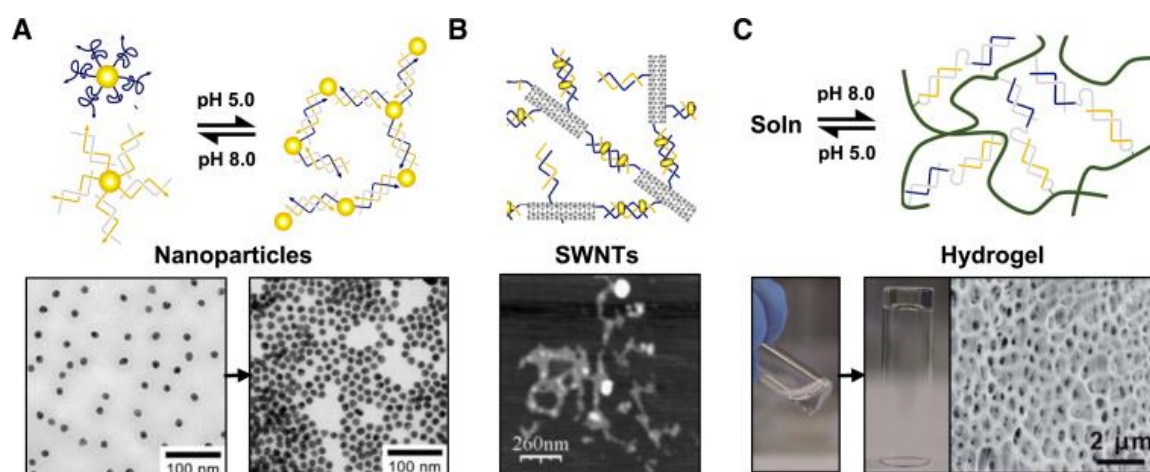 A
pH 5.0
pH 8.0
Nanoparticles
100 nm
100 nm
B
SWNTs
260nm
C
Soln
pH 8.0
pH 5.0
Hydrogel
2 μm